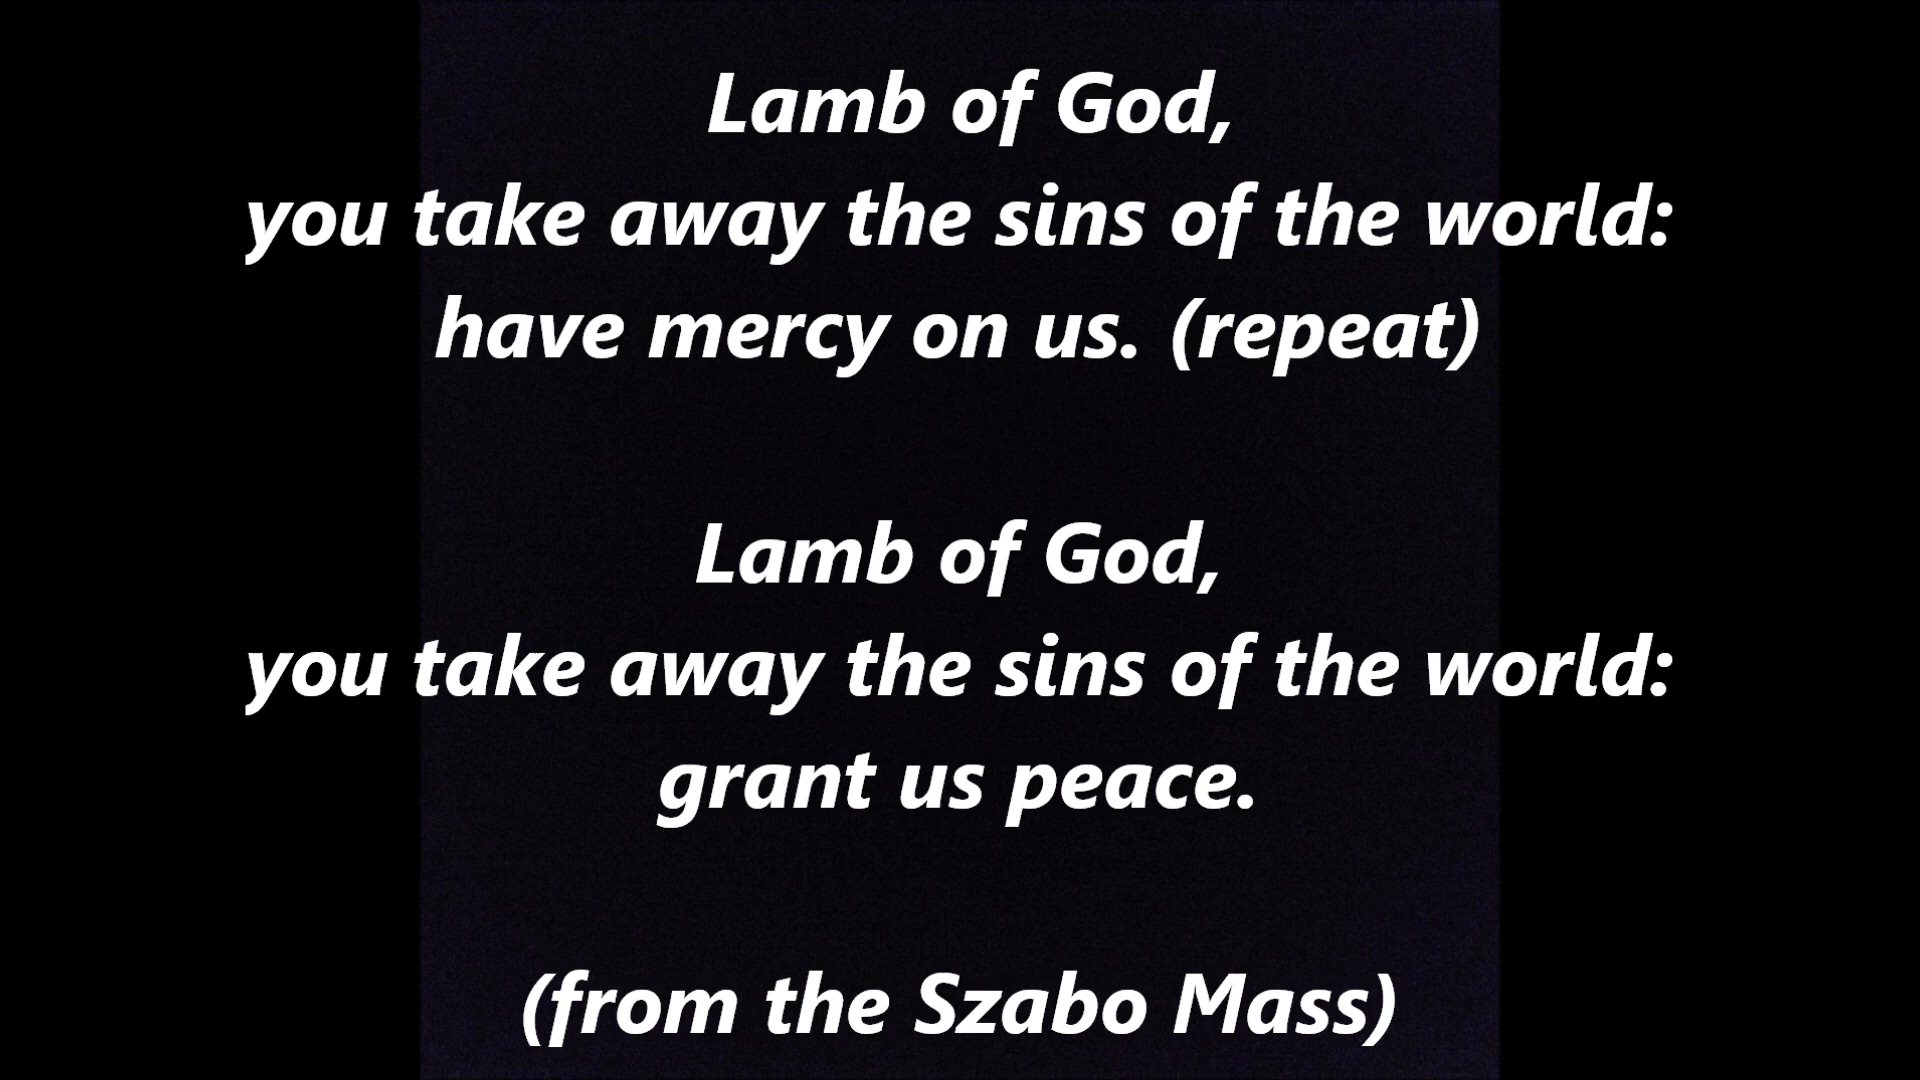 Lamb of God,
you take away the sins of the world:
have mercy on us. (repeat)
Lamb of God,
you take away the sins of the world:
grant us peace.
(from the Szabo Mass)